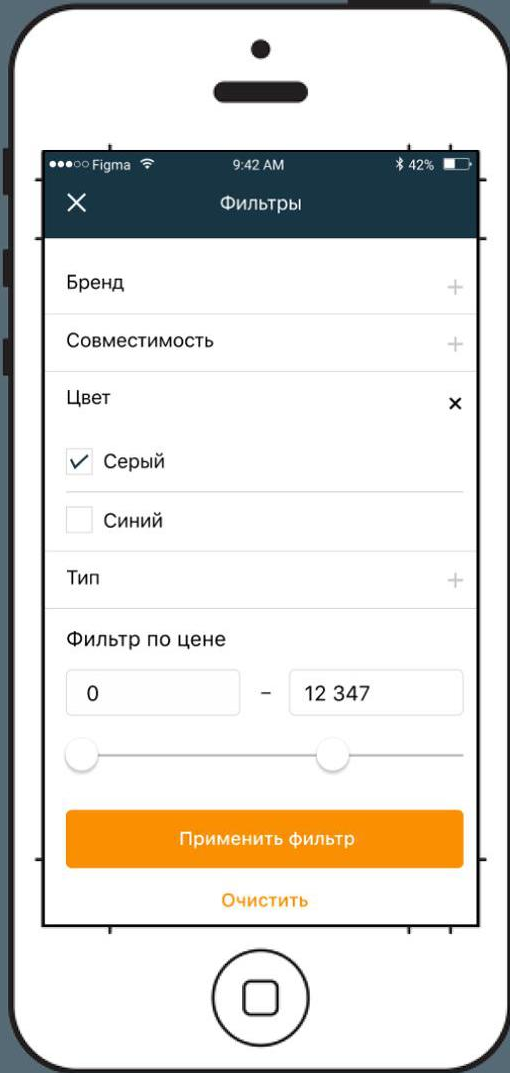 Figma 9:42 AM 42%
Фильтры
Бренд
Совместимость
Цвет
Серый
Синий
Тип
Фильтр по цене
0 – 12 347
Применить фильтр
Очистить